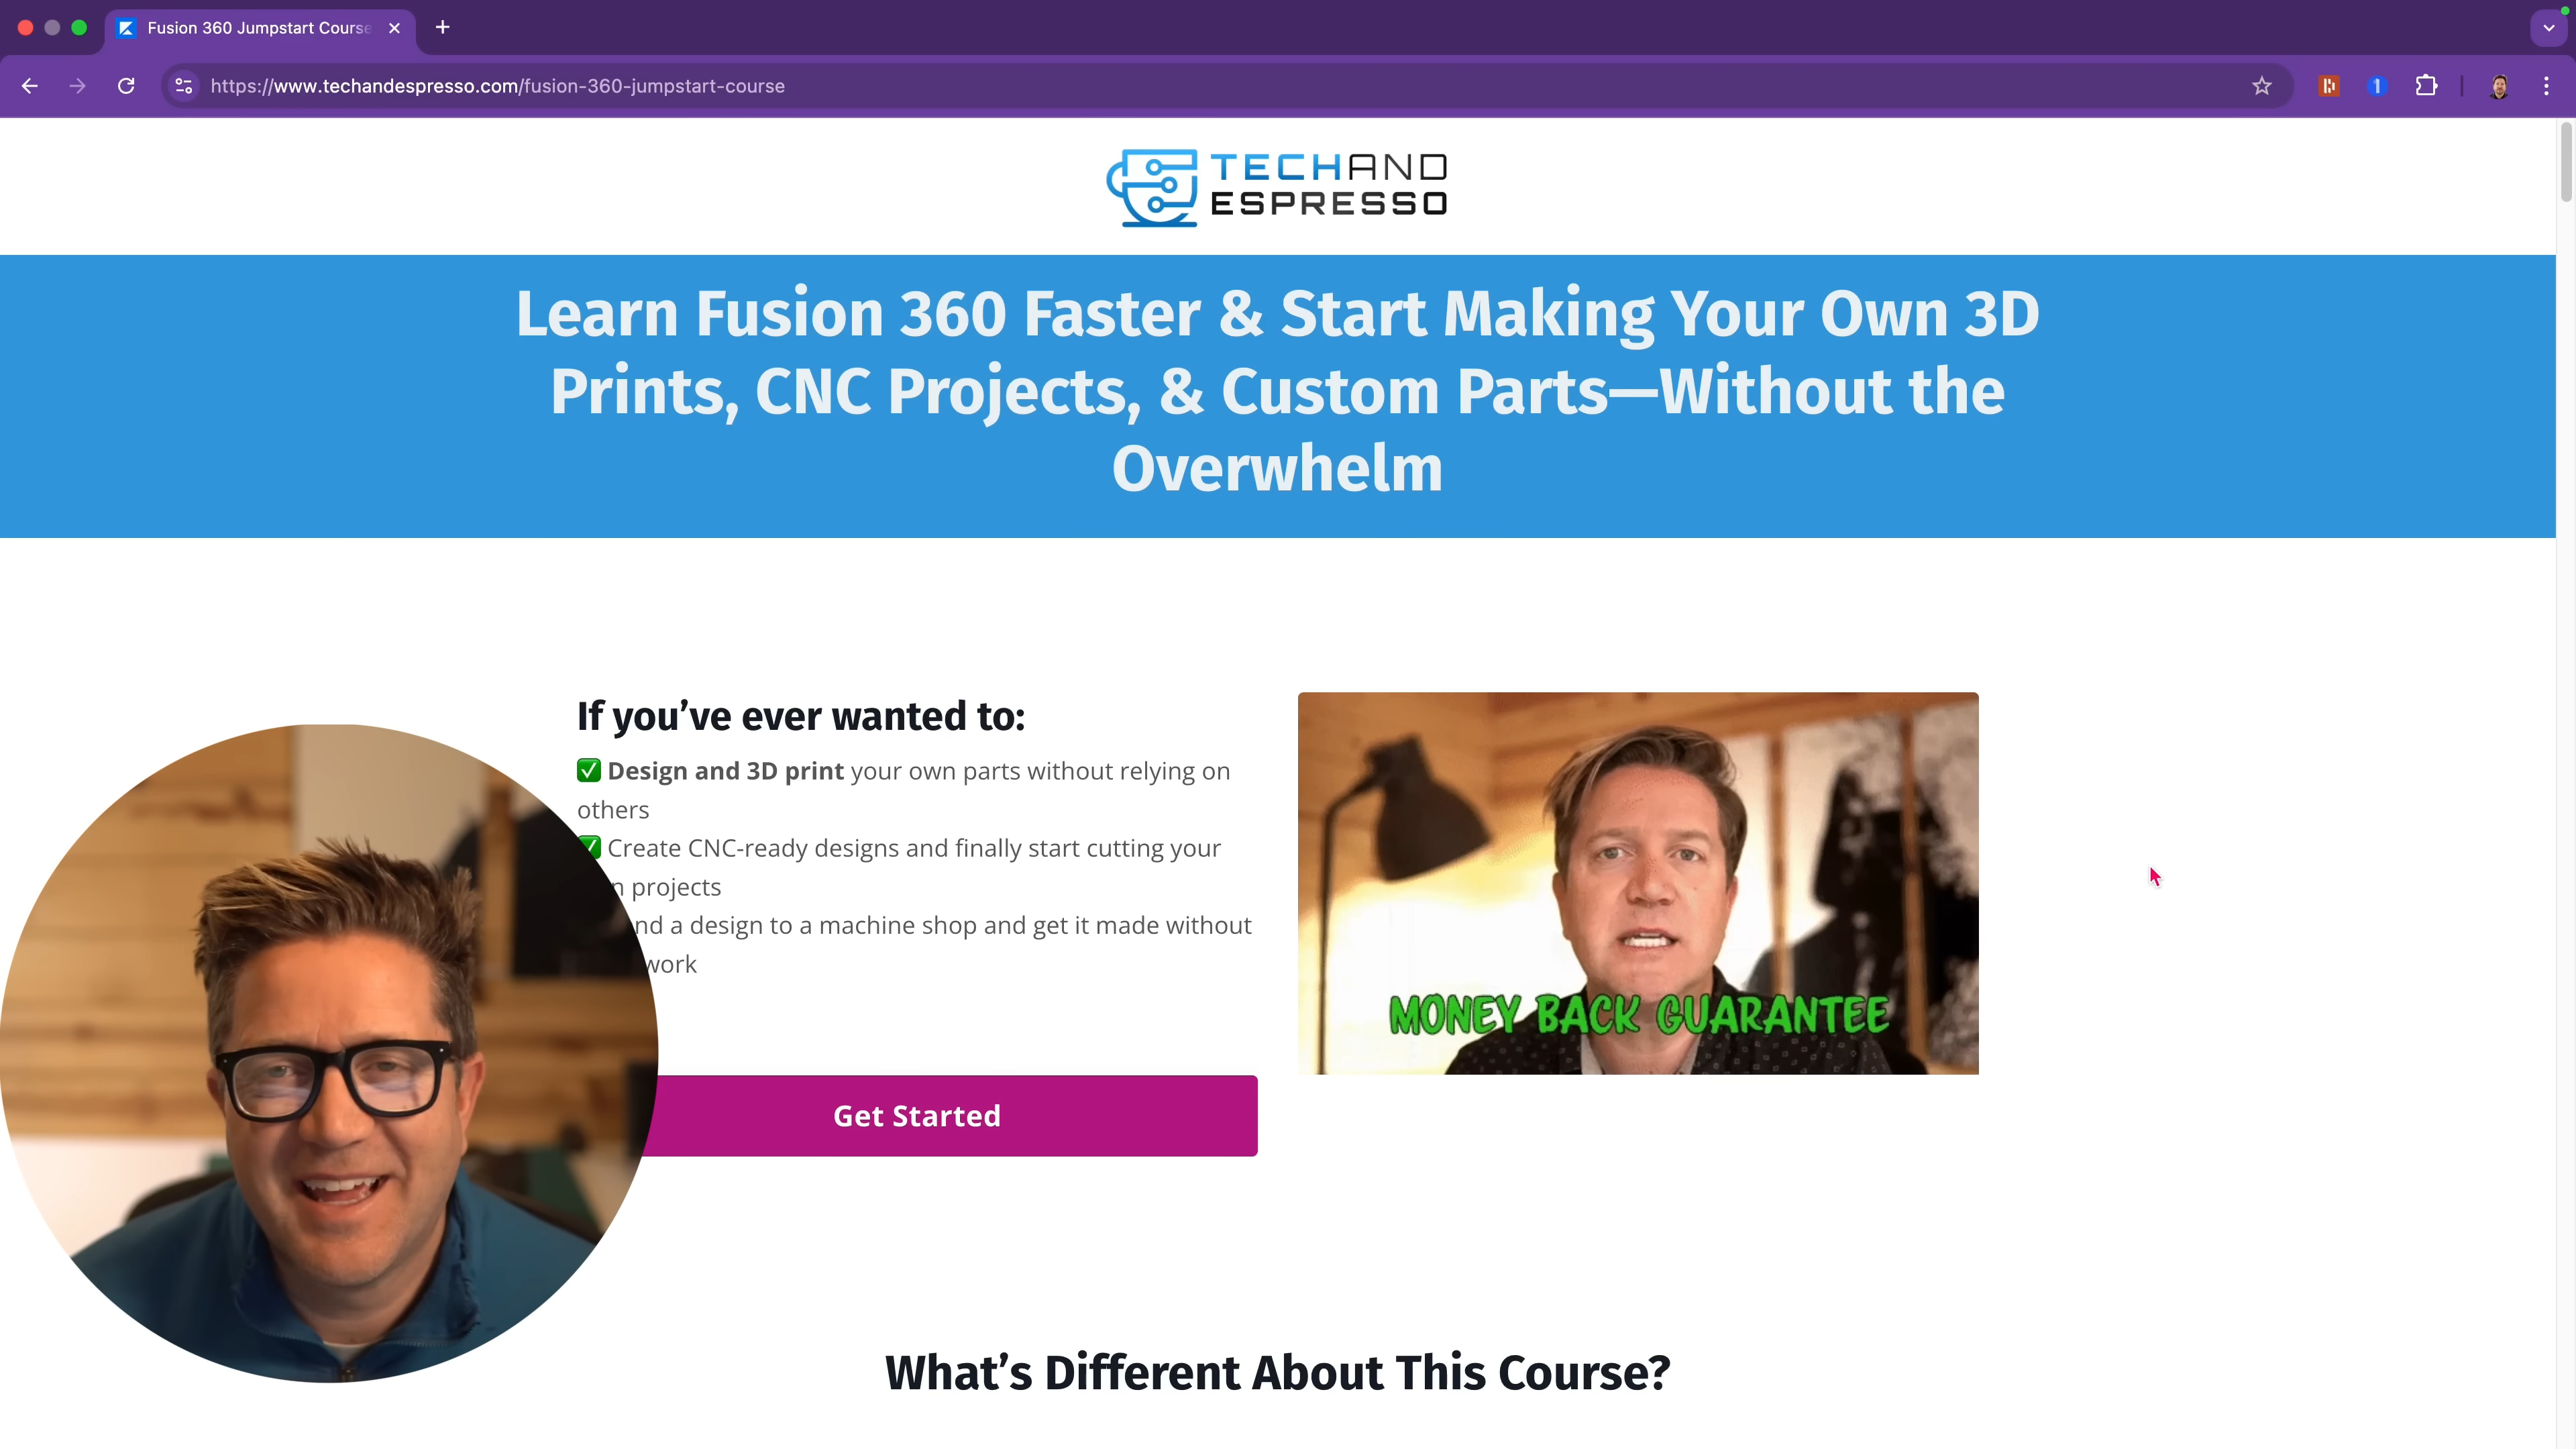 Fusion 360 Jumpstart Course
https://www.techandespresso.com/fusion-360-jumpstart-course
TECHAND
ESPRESSO
Learn Fusion 360 Faster & Start Making Your Own 3D
Prints, CNC Projects, & Custom Parts—Without the
Overwhelm
If you’ve ever wanted to:
✅ Design and 3D print your own parts without relying on
others
✅ Create CNC-ready designs and finally start cutting your
projects
a design to a machine shop and get it made without
work
MONEY BACK GUARANTEE
Get Started
What’s Different About This Course?